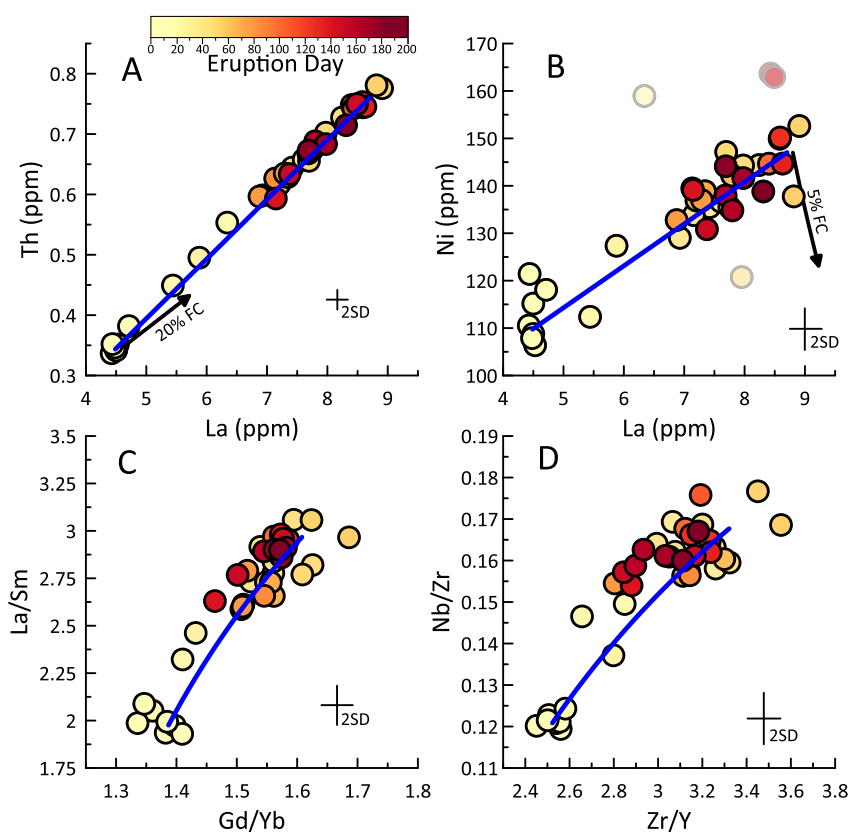 0 20 40 60 80 100 120 140 160 180 200
Eruption Day
A
Th (ppm)
0.8
0.7
0.6
0.5
0.4
0.3
20% FC
2SD
4 5 6 7 8 9
La (ppm)
B
Ni (ppm)
170
160
150
140
130
120
110
100
5% FC
2SD
4 5 6 7 8 9
La (ppm)
C
La/Sm
3.5
3.25
3
2.75
2.5
2.25
2
1.75
2SD
1.3 1.4 1.5 1.6 1.7 1.8
Gd/Yb
D
Nb/Zr
0.19
0.18
0.17
0.16
0.15
0.14
0.13
0.12
0.11
2SD
2.4 2.6 2.8 3 3.2 3.4 3.6 3.8
Zr/Y